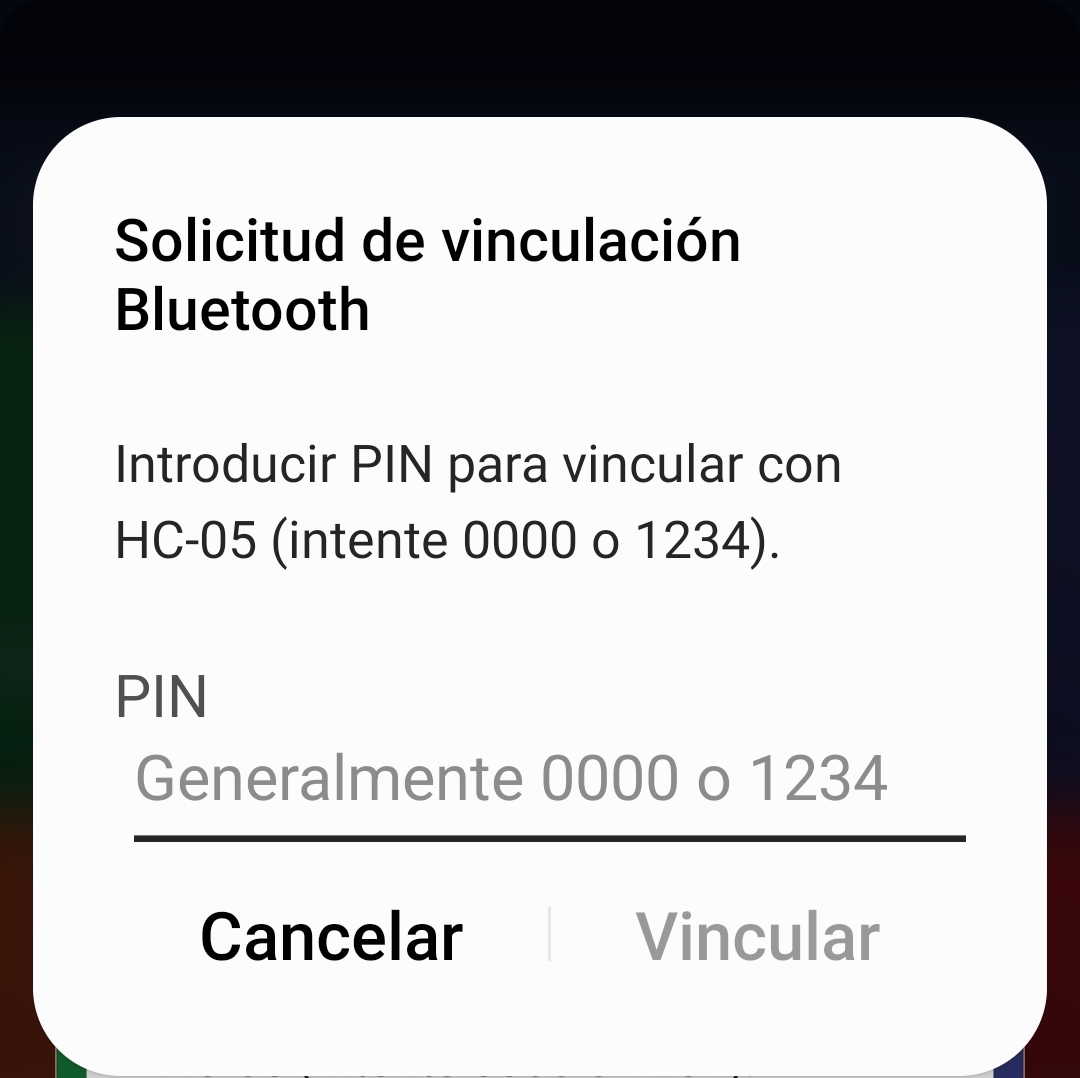 Solicitud de vinculación
Bluetooth
Introducir PIN para vincular con
HC-05 (intente 0000 o 1234).
PIN
Generalmente 0000 o 1234
Cancelar
Vincular